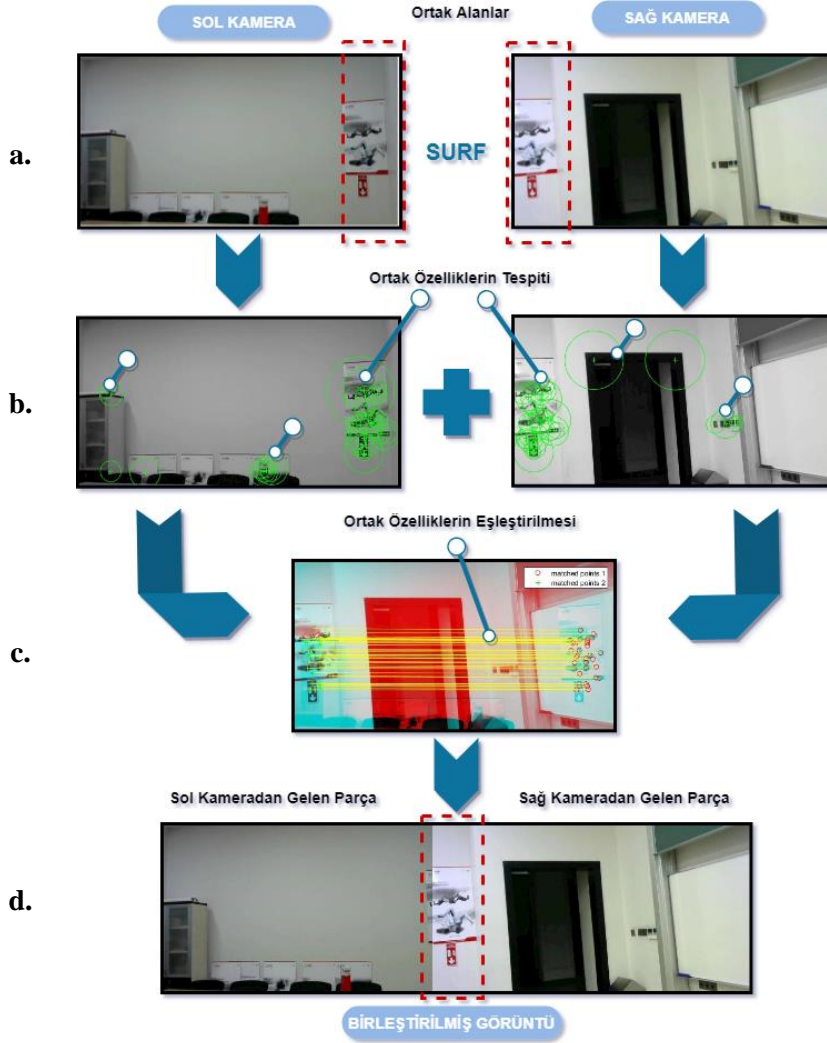 SOL KAMERA
Ortak Alanlar
SAĞ KAMERA
a.
SURF
Ortak Özelliklerin Tespiti
b.
Ortak Özelliklerin Eşleştirilmesi
matched points 1
matched points 2
c.
Sol Kameradan Gelen Parça
Sağ Kameradan Gelen Parça
d.
BİRLEŞTİRİLMİŞ GÖRÜNTÜ